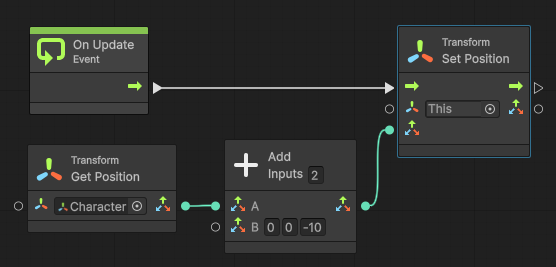 On Update
Event
Transform
Set Position
This
Transform
Get Position
Character
Add
Inputs 2
A
B 0 0 -10